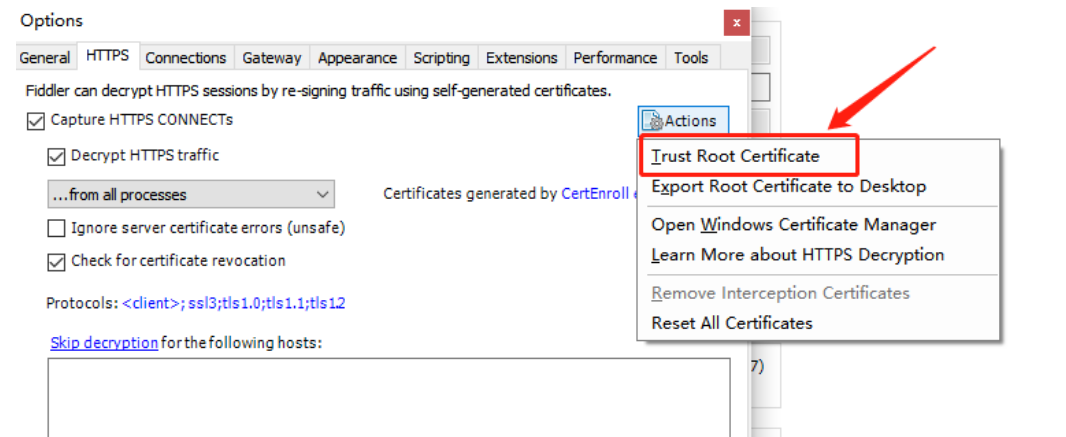 Options
General HTTPS Connections Gateway Appearance Scripting Extensions Performance Tools
Fiddler can decrypt HTTPS sessions by re-signing traffic using self-generated certificates.
Capture HTTPS CONNECTs
Actions
Decrypt HTTPS traffic
Trust Root Certificate
...from all processes
Certificates generated by CertEnroll
Export Root Certificate to Desktop
Ignore server certificate errors (unsafe)
Open Windows Certificate Manager
Check for certificate revocation
Learn More about HTTPS Decryption
Protocols: <client>;ssl3;tls1.0;tls1.1;tls1.2
Remove Interception Certificates
Reset All Certificates
Skip decryption for the following hosts:
7)